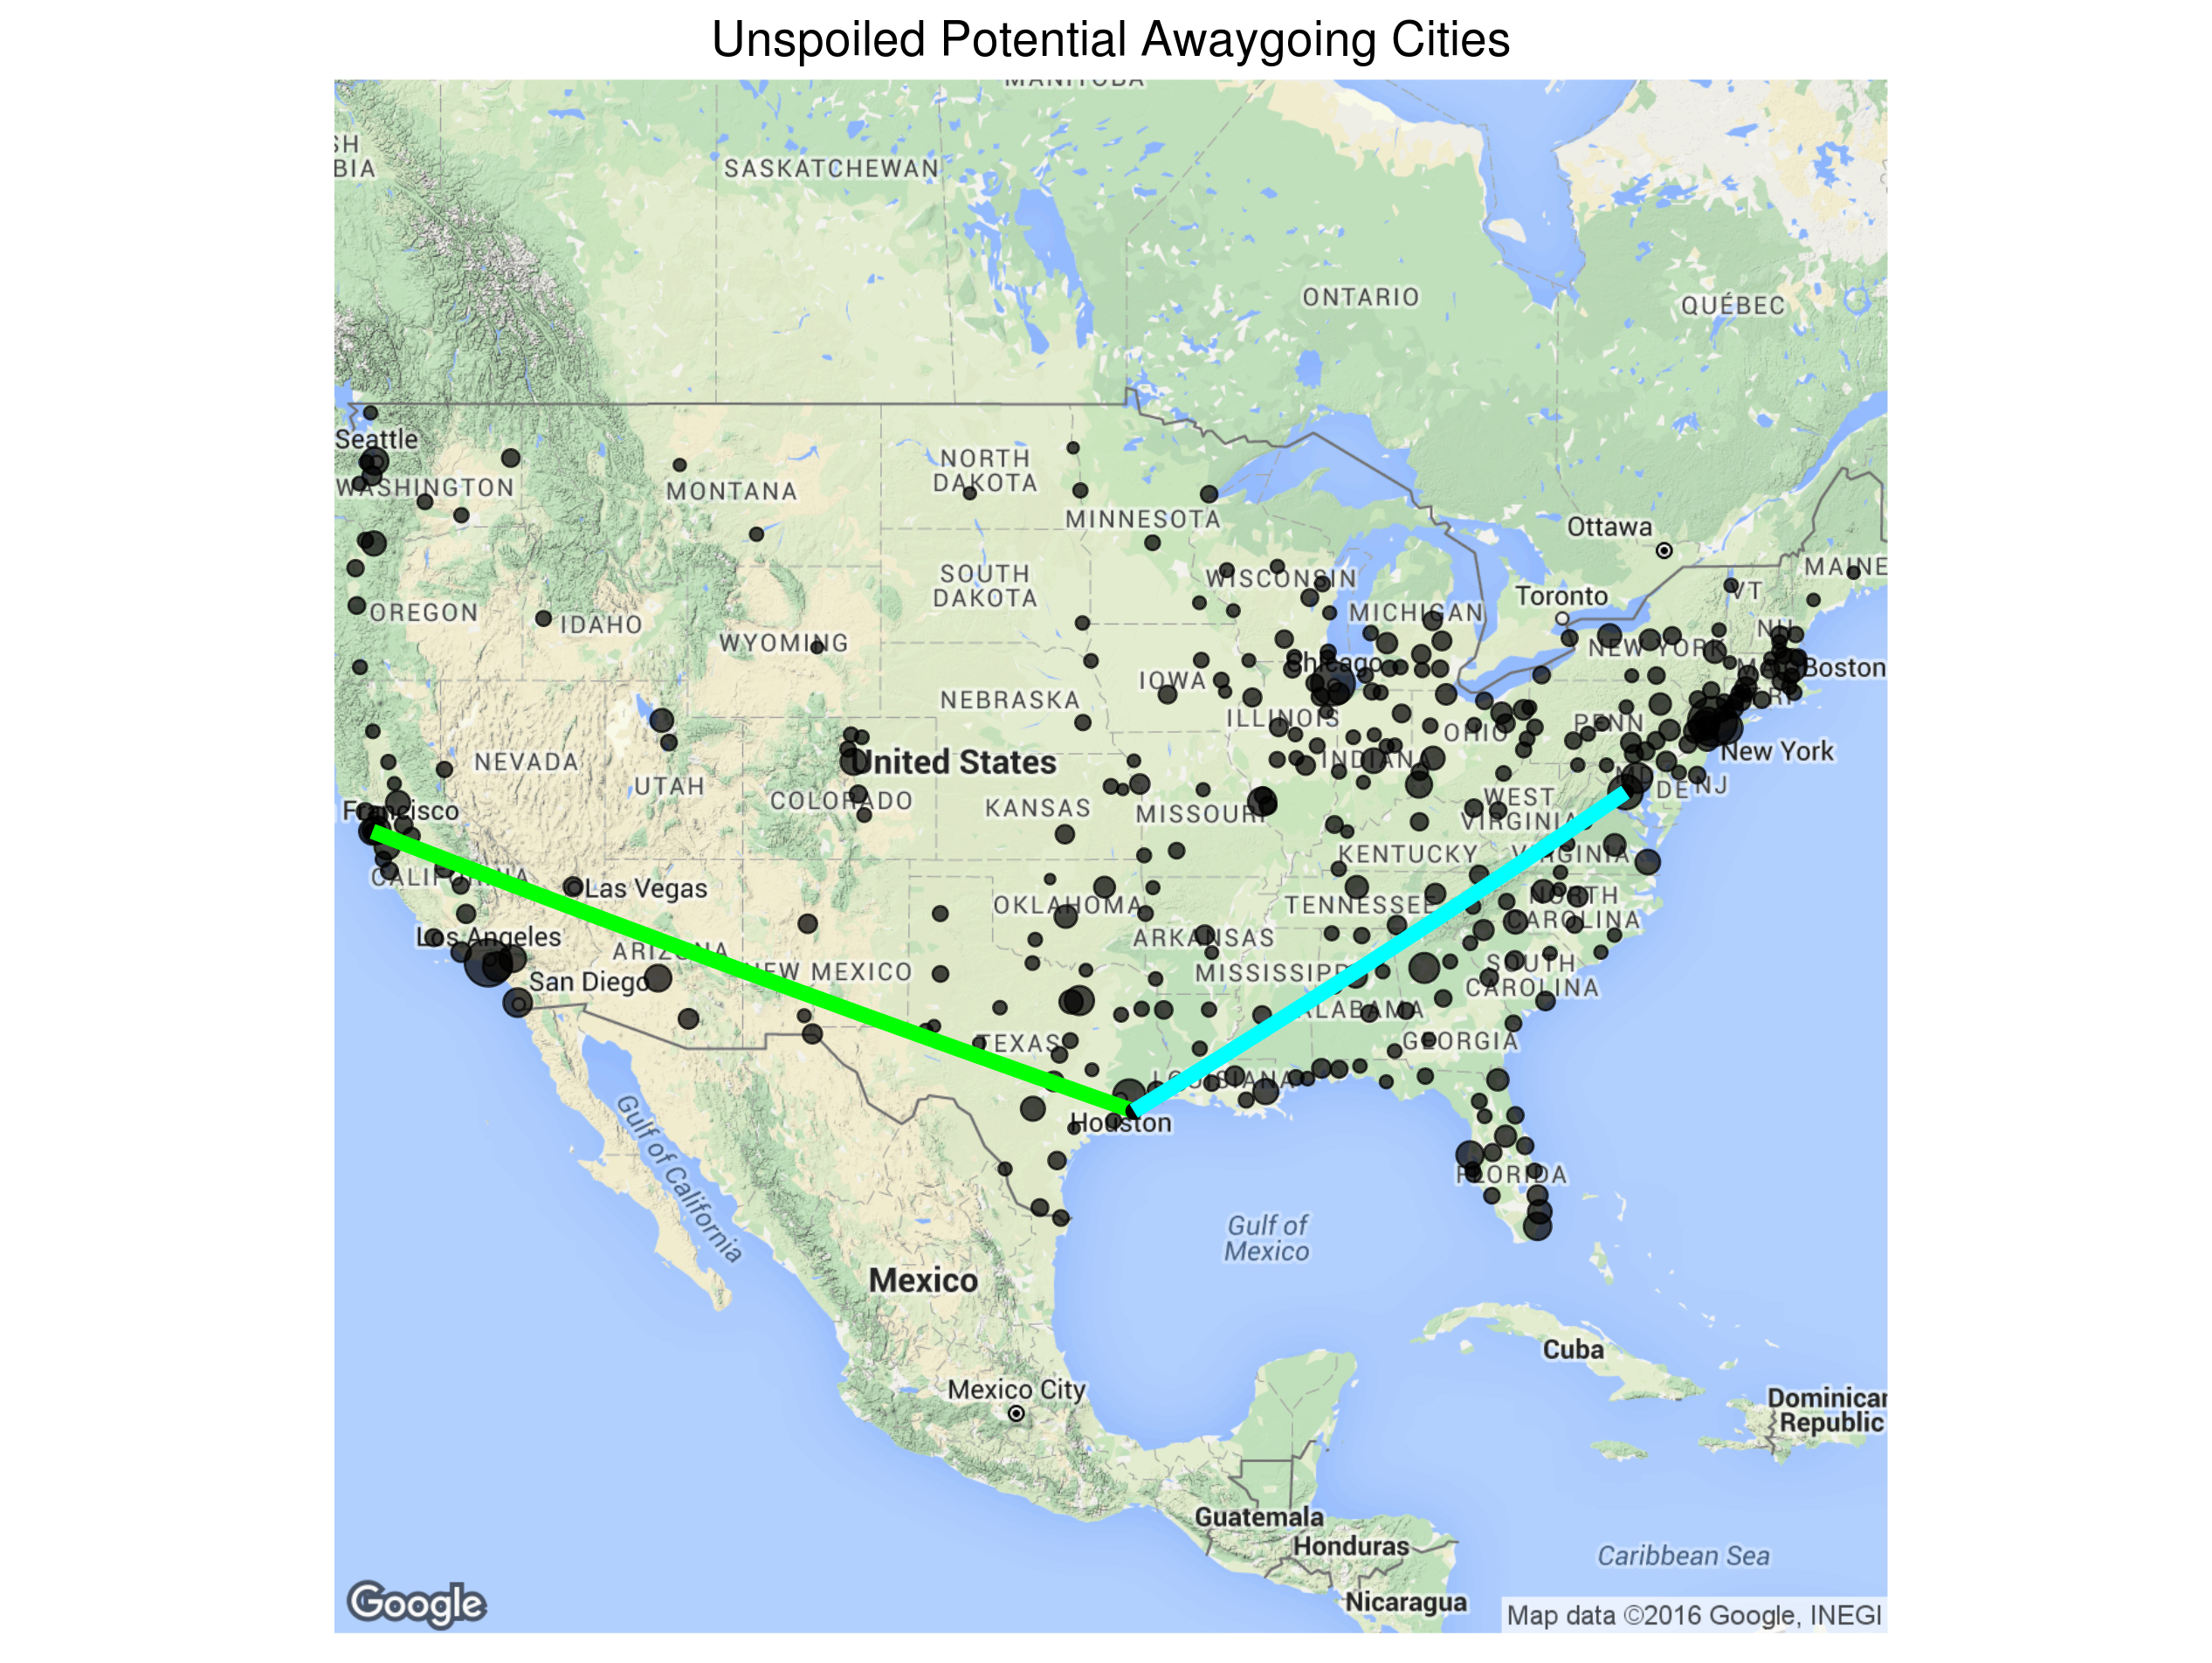 Unspoiled Potential Awaygoing Cities
MANITOBA
SH
BIA
SASKATCHEWAN
ONTARIO
QUÉBEC
Seattle
WASHINGTON
MONTANA
NORTH
DAKOTA
MINNESOTA
Ottawa
MAINE
SOUTH
DAKOTA
WISCONSIN
VT
Toronto
OREGON
IDAHO
MICHIGAN
WYOMING
NEW YORK
NH
Chicago
MA
Boston
IOWA
NEBRASKA
RI
ILLINOIS
OHIO
PENN
New York
NEVADA
United States
INDIANA
UTAH
COLORADO
KANSAS
MISSOURI
WEST
VIRGINIA
MD
DE
NJ
Francisco
KENTUCKY
VIRGINIA
CALIFORNIA
Las Vegas
OKLAHOMA
TENNESSEE
NORTH
CAROLINA
Los Angeles
ARIZONA
NEW MEXICO
ARKANSAS
MISSISSIPPI
SOUTH
CAROLINA
San Diego
ALABAMA
TEXAS
GEORGIA
LOUISIANA
Houston
Gulf of California
FLORIDA
Gulf of
Mexico
Mexico
Cuba
Mexico City
Dominican
Republic
Guatemala
Honduras
Caribbean Sea
Nicaragua
Google
Map data ©2016 Google, INEGI